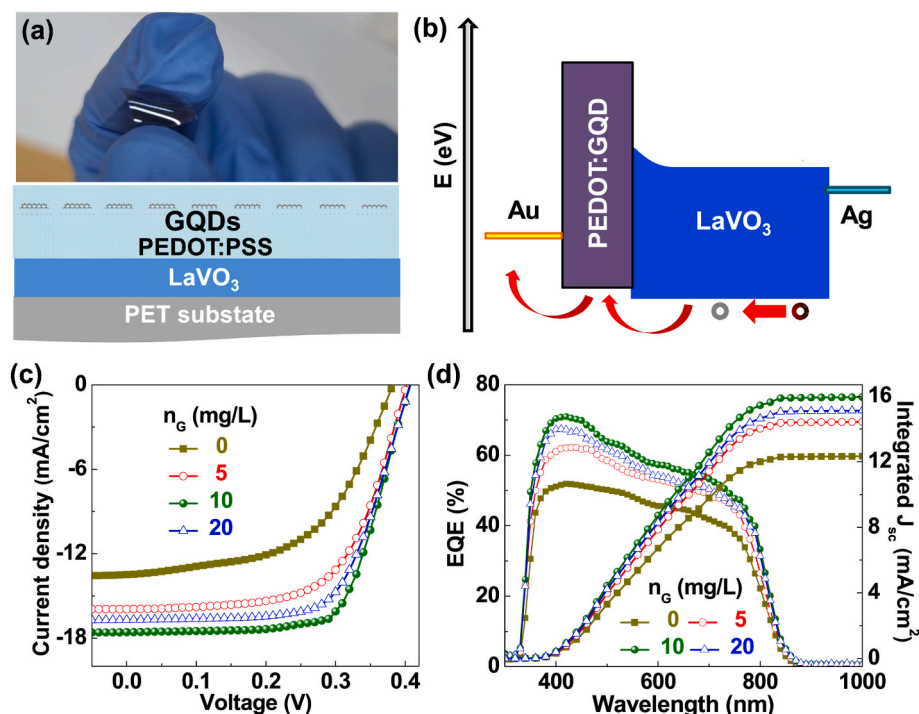 (a)
GQDs
PEDOT:PSS
LaVO3
PET substate
(b)
E (eV)
Au
PEDOT:GQD
LaVO3
Ag
(c)
0
-6
-12
-18
Current density (mA/cm2)
nG (mg/L)
0
5
10
20
0.0 0.1 0.2 0.3 0.4
Voltage (V)
(d)
80
60
40
20
0
EQE (%)
16
12
8
4
0
Integrated Jsc (mA/cm2)
nG (mg/L)
0 5
10 20
400 600 800 1000
Wavelength (nm)